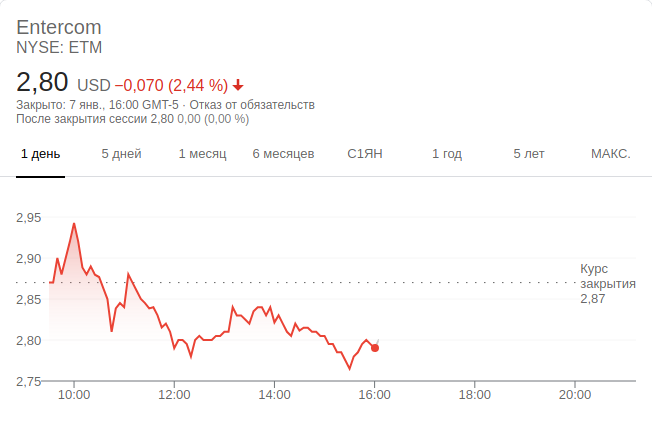 Entercom
NYSE: ETM
2,80 USD −0,070 (2,44 %)
Закрыто: 7 янв., 16:00 GMT-5 · Отказ от обязательств
После закрытия сессии 2,80 0,00 (0,00 %)
1 день 5 дней 1 месяц 6 месяцев С1ЯН 1 год 5 лет МАКС.
2,95
2,90
2,85
2,80
2,75
Курс
закрытия
2,87
10:00 12:00 14:00 16:00 18:00 20:00